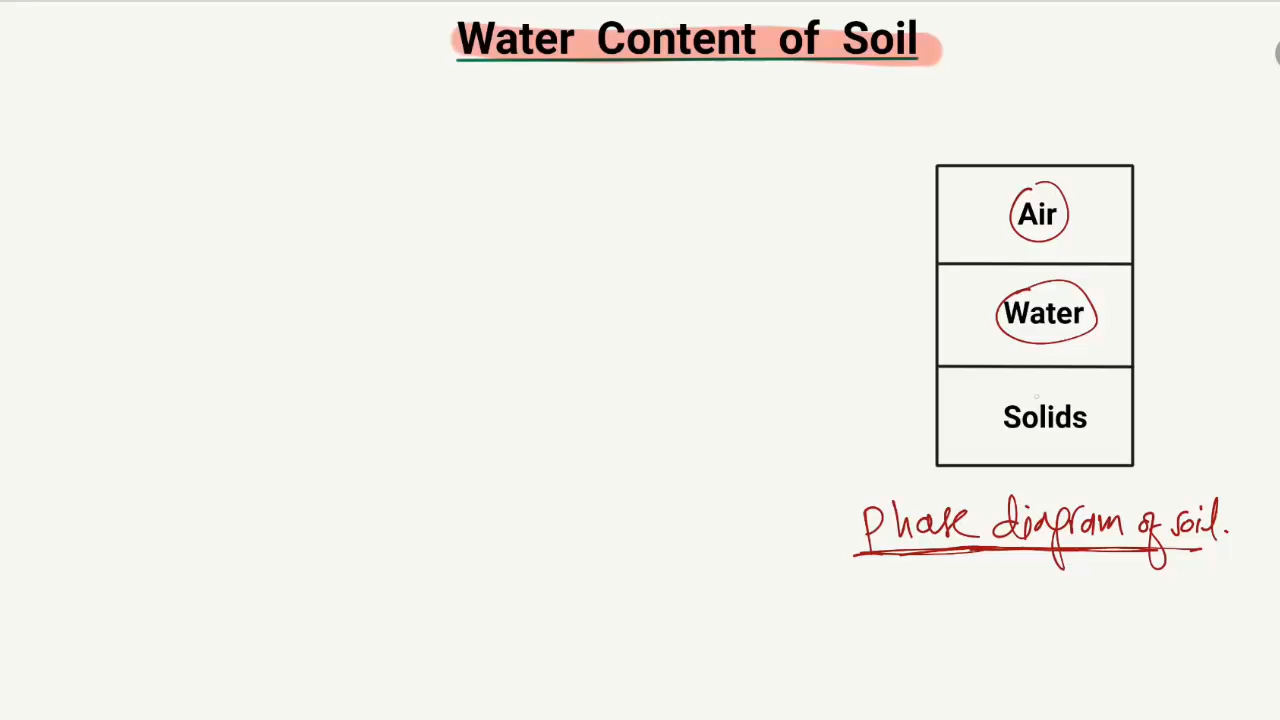 Water Content of Soil
Air
Water
Solids
phase diagram of soil.